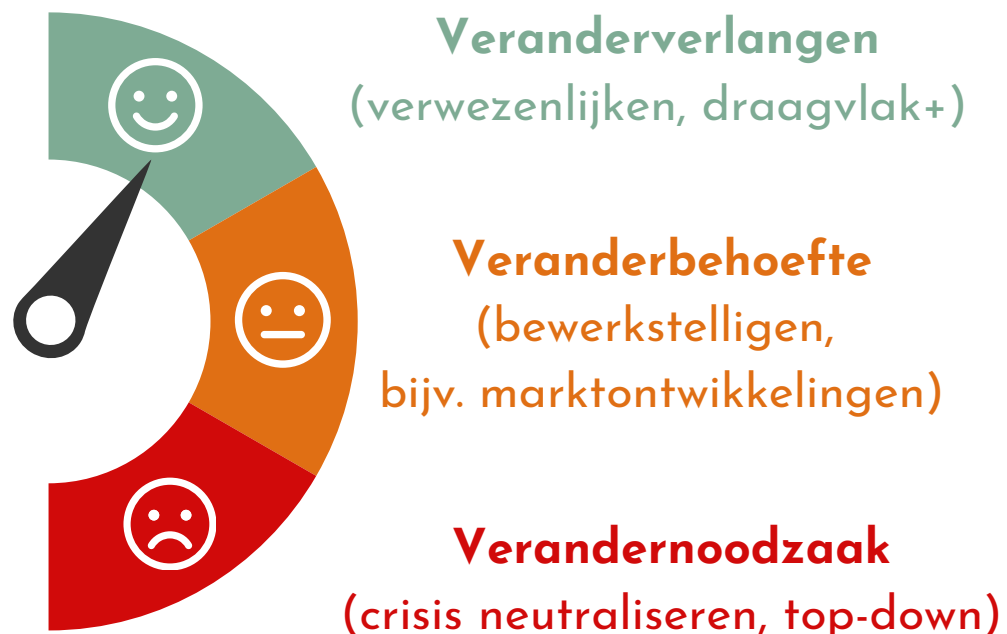 Veranderverlangen
(verwezenlijken, draagvlak+)
Veranderbehoefte
(bewerkstelligen,
bijv. marktontwikkelingen)
Verandernoodzaak
(crisis neutraliseren, top-down)